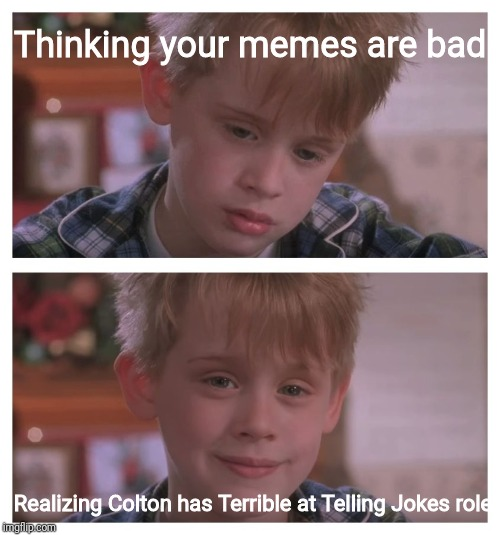 Thinking your memes are bad
Realizing Colton has Terrible at Telling Jokes role
imgflip.com